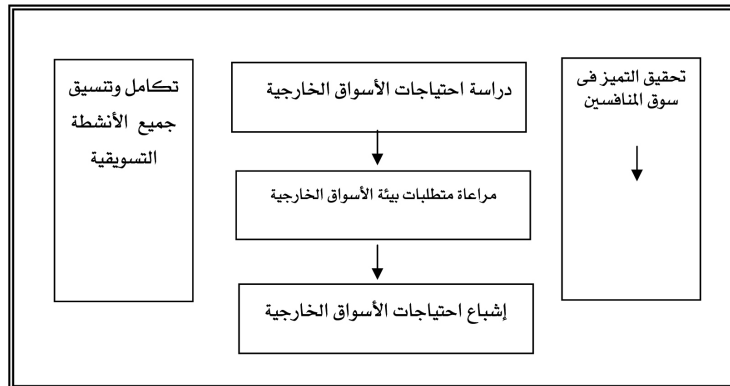 تحقيق التميز فى
سوق المنافسين
دراسة احتياجات الأسواق الخارجية
مراعاة متطلبات بيئة الأسواق الخارجية
إشباع احتياجات الأسواق الخارجية
تكامل وتنسيق
جميع الأنشطة
التسويقية